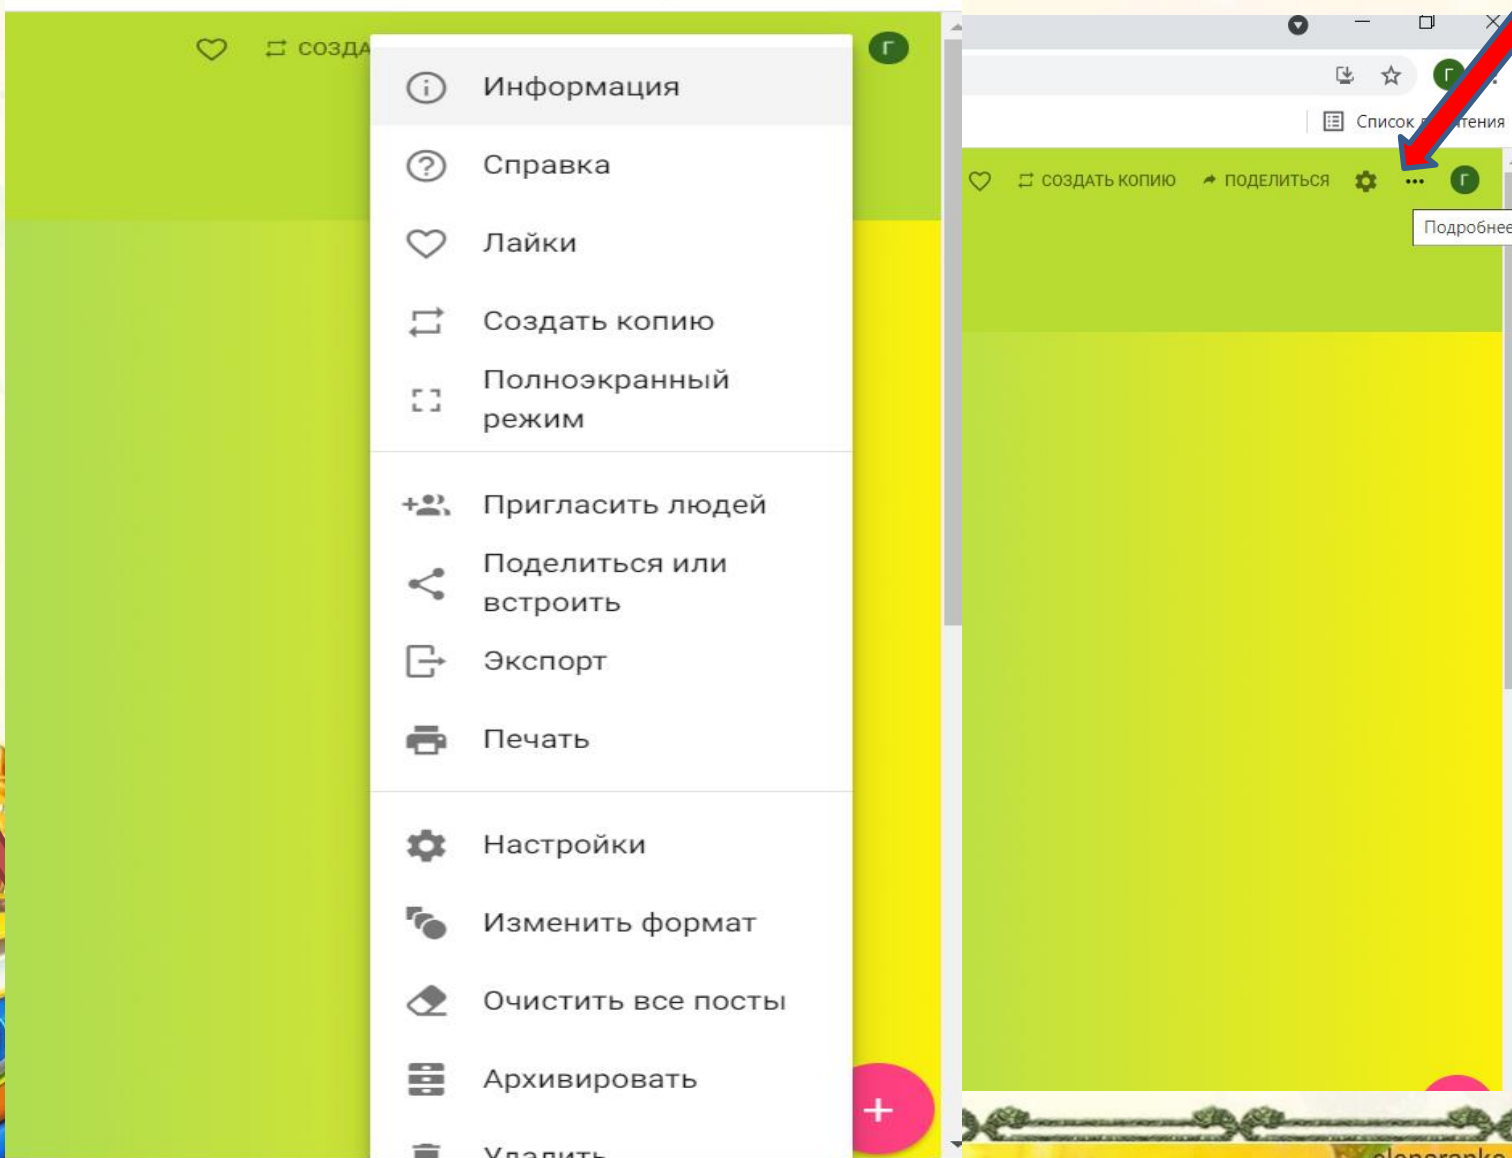 СОЗДА
Г
Информация
Справка
Лайки
Создать копию
Полноэкранный
режим
Пригласить людей
Поделиться или
встроить
Экспорт
Печать
Настройки
Изменить формат
Очистить все посты
Архивировать
Удалить
Г
Список
тения
СОЗДАТЬ КОПИЮ
ПОДЕЛИТЬСЯ
Г
Подробнее